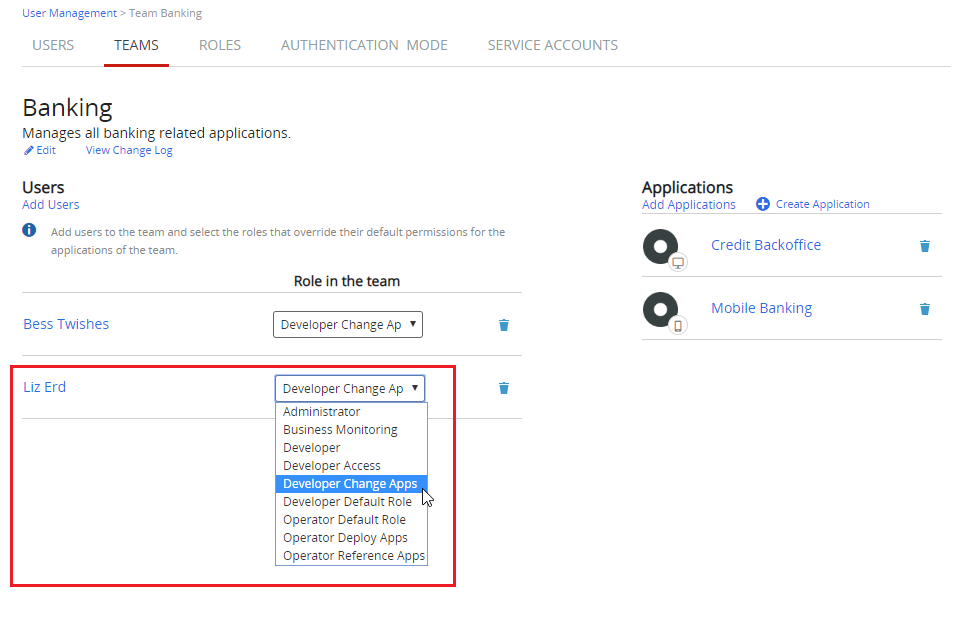 User Management > Team Banking
USERS TEAMS ROLES AUTHENTICATION MODE SERVICE ACCOUNTS
Banking
Manages all banking related applications.
Edit View Change Log
Users
Add Users
Add users to the team and select the roles that override their default permissions for the
applications of the team.
Role in the team
Bess Twishes Developer Change Ap
Liz Erd Developer Change Ap
Administrator
Business Monitoring
Developer
Developer Access
Developer Change Apps
Developer Default Role
Operator Default Role
Operator Deploy Apps
Operator Reference Apps
Applications
Add Applications Create Application
Credit Backoffice
Mobile Banking